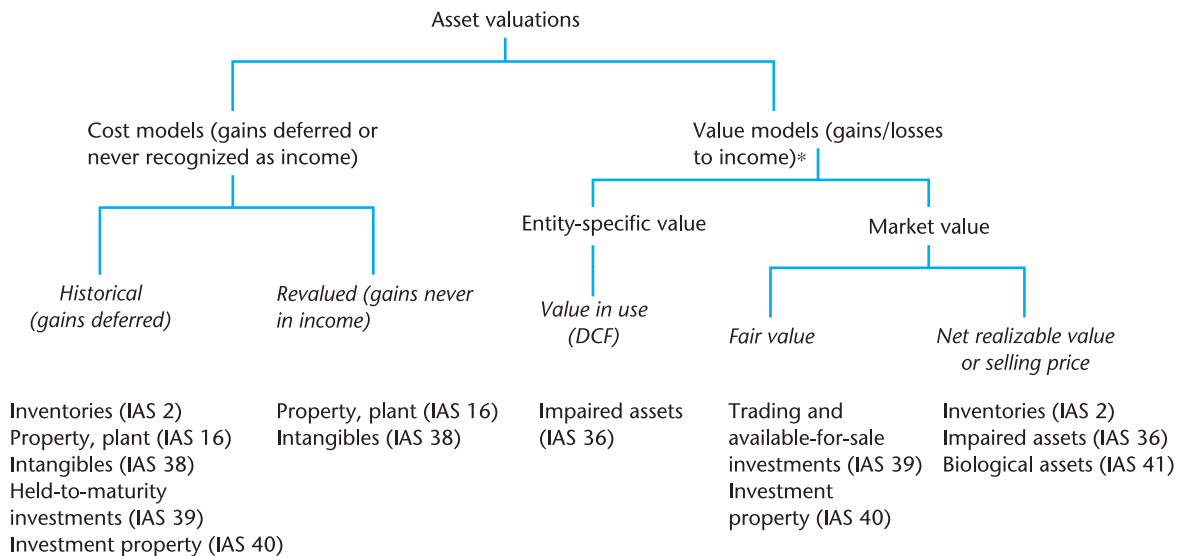 Asset valuations
Cost models (gains deferred or
never recognized as income)
Value models (gains/losses
to income)*
Entity-specific value
Market value
Historical
(gains deferred)
Revalued (gains never
in income)
Value in use
(DCF)
Fair value
Net realizable value
or selling price
Inventories (IAS 2)
Property, plant (IAS 16)
Intangibles (IAS 38)
Held-to-maturity
investments (IAS 39)
Investment property (IAS 40)
Property, plant (IAS 16)
Intangibles (IAS 38)
Impaired assets
(IAS 36)
Trading and
available-for-sale
investments (IAS 39)
Investment
property (IAS 40)
Inventories (IAS 2)
Impaired assets (IAS 36)
Biological assets (IAS 41)